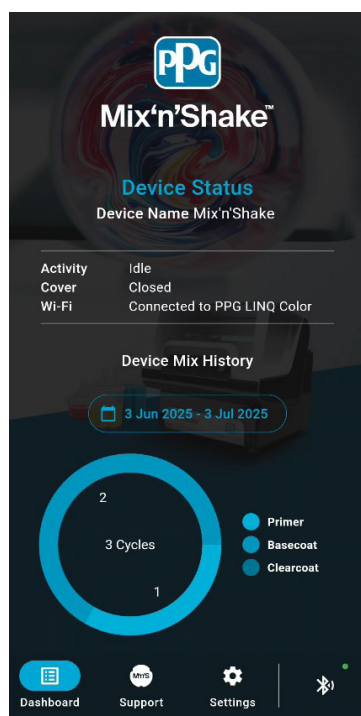 PPG
Mix'n'Shake™
Device Status
Device Name Mix'n'Shake
Activity Idle
Cover Closed
Wi-Fi Connected to PPG LINQ Color
Device Mix History
3 Jun 2025 - 3 Jul 2025
2
3 Cycles
1
Primer
Basecoat
Clearcoat
M'n'S
Dashboard Support Settings